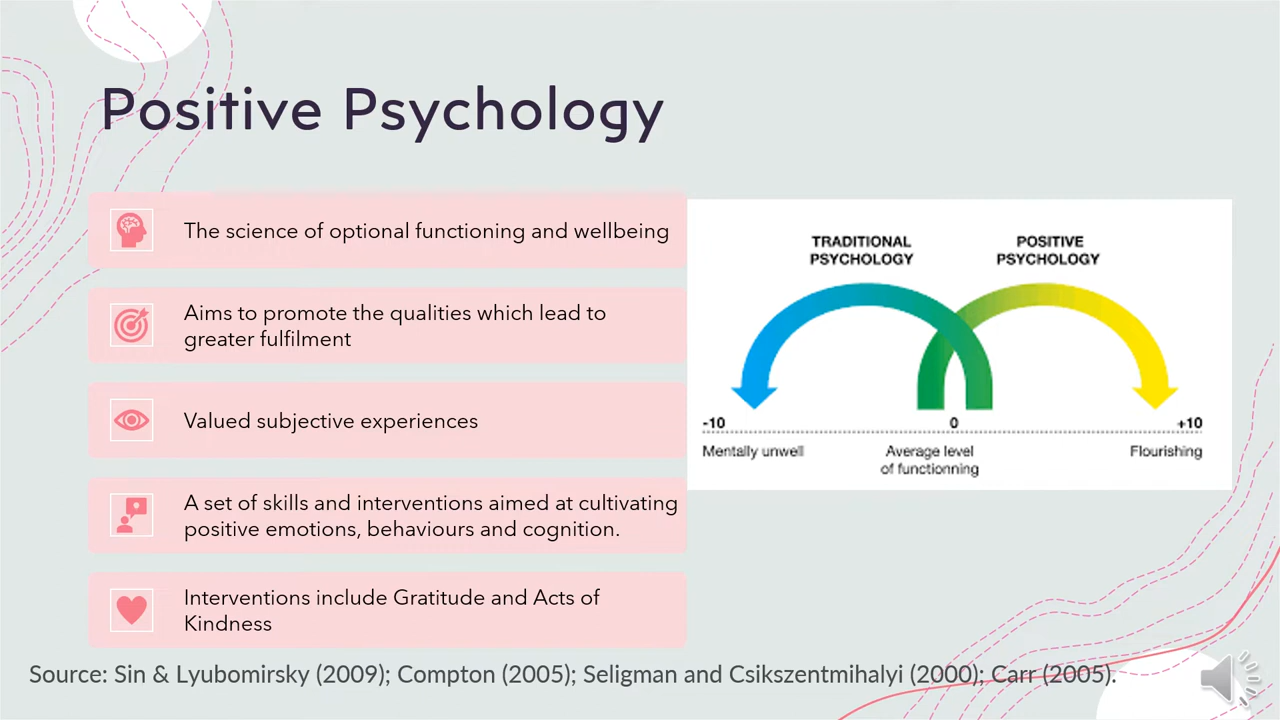 Positive Psychology
The science of optional functioning and wellbeing
Aims to promote the qualities which lead to
greater fulfilment
Valued subjective experiences
A set of skills and interventions aimed at cultivating
positive emotions, behaviours and cognition.
Interventions include Gratitude and Acts of
Kindness
TRADITIONAL
PSYCHOLOGY
POSITIVE
PSYCHOLOGY
-10
0
+10
Mentally unwell
Average level
of functionning
Flourishing
Source: Sin & Lyubomirsky (2009); Compton (2005); Seligman and Csikszentmihalyi (2000); Carr (2005).